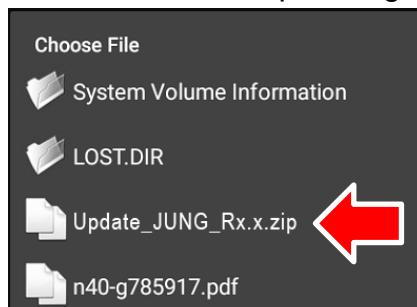 Choose File
System Volume Information
LOST.DIR
Update_JUNG_Rx.x.zip
n40-g785917.pdf